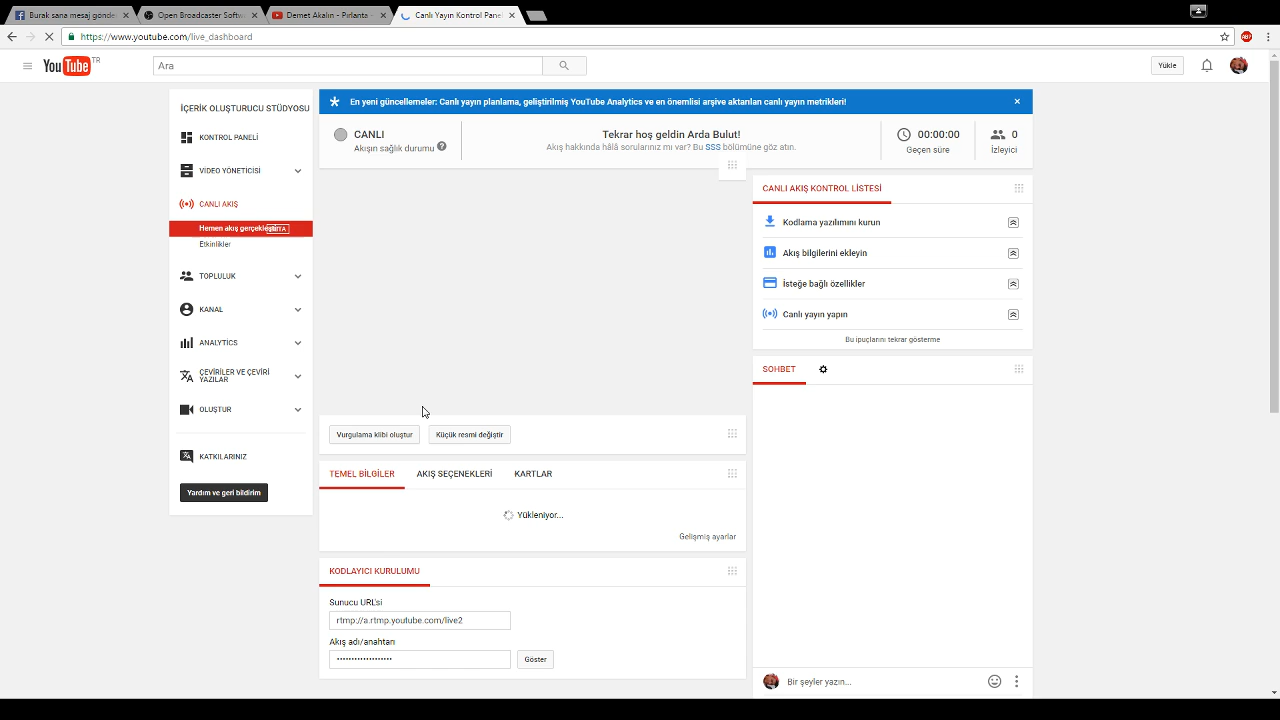 Burak sana mesaj gönde
Open Broadcaster Softw
Demet Akalın - Pırlanta -
Canlı Yayın Kontrol Pane
https://www.youtube.com/live_dashboard
YouTube TR
Ara
Yükle
İÇERİK OLUŞTURUCU STÜDYOSU
KONTROL PANELİ
VİDEO YÖNETİCİSİ
CANLI AKIŞ
Hemen akış gerçekleştir
Etkinlikler
TOPLULUK
KANAL
ANALYTICS
ÇEVİRİLER VE ÇEVİRİ
YAZILAR
OLUŞTUR
KATKILARINIZ
Yardım ve geri bildirim
En yeni güncellemeler: Canlı yayın planlama, geliştirilmiş YouTube Analytics ve en önemlisi arşive aktarılan canlı yayın metrikleri!
CANLI
Akışın sağlık durumu ?
Tekrar hoş geldin Arda Bulut!
Akış hakkında hâlâ sorularınız mı var? Bu SSS bölümüne göz atın.
00:00:00
Geçen süre
0
İzleyici
Vurgulama klibi oluştur
Küçük resmi değiştir
TEMEL BİLGİLER
AKIŞ SEÇENEKLERİ
KARTLAR
Yükleniyor...
Gelişmiş ayarlar
KODLAYICI KURULUMU
Sunucu URL'si
rtmp://a.rtmp.youtube.com/live2
Akış adı/anahtarı
•••••••••••••••••••
Göster
CANLI AKIŞ KONTROL LİSTESİ
Kodlama yazılımını kurun
Akış bilgilerini ekleyin
İsteğe bağlı özellikler
Canlı yayın yapın
Bu ipuçlarını tekrar gösterme
SOHBET
Bir şeyler yazın...